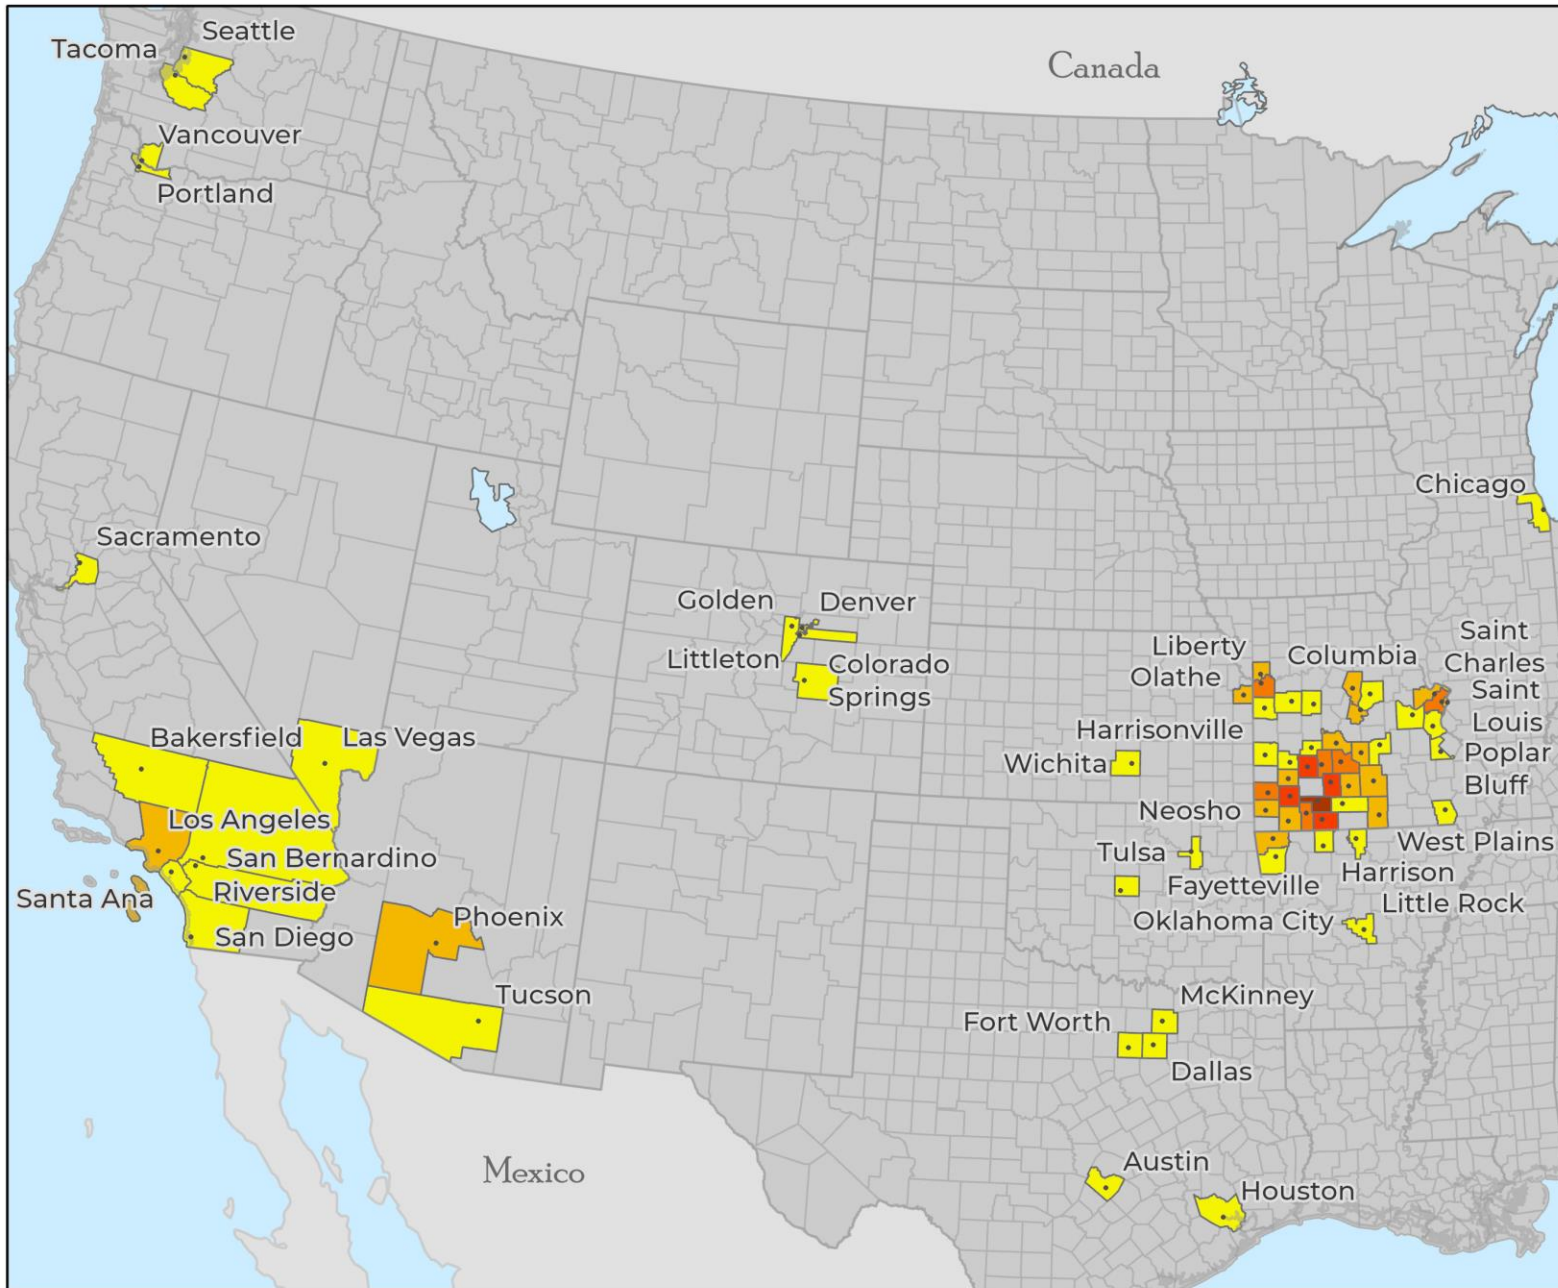 Seattle
Tacoma
Canada
Vancouver
Portland
Chicago
Sacramento
Golden
Denver
Littleton
Colorado
Springs
Liberty
Olathe
Columbia
Saint
Charles
Saint
Louis
Harrisonville
Poplar
Bluff
Bakersfield
Las Vegas
Wichita
Neosho
Los Angeles
San Bernardino
Riverside
Santa Ana
San Diego
Tulsa
West Plains
Harrison
Fayetteville
Little Rock
Oklahoma City
Phoenix
Tucson
McKinney
Fort Worth
Dallas
Mexico
Austin
Houston